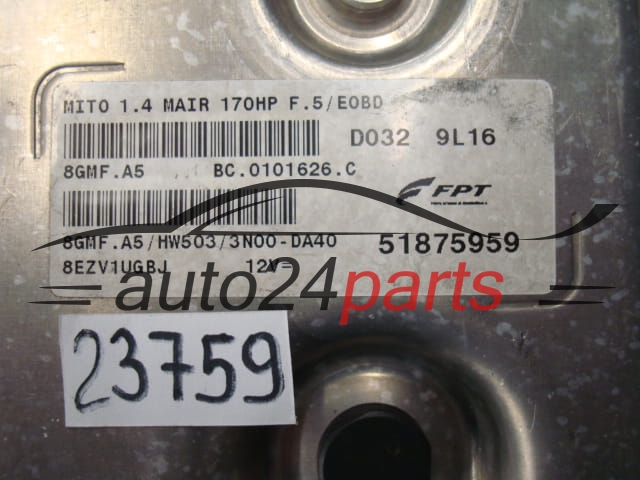 MITO 1.4 MAIR 170HP F.5/EOBD
D032 9L16
8GMF.A5 BC.0101626.C
FPT
8GMF.A5/HW503/3N00-DA40
51875959
8EZV1UGBJ 12V
auto24parts
23759